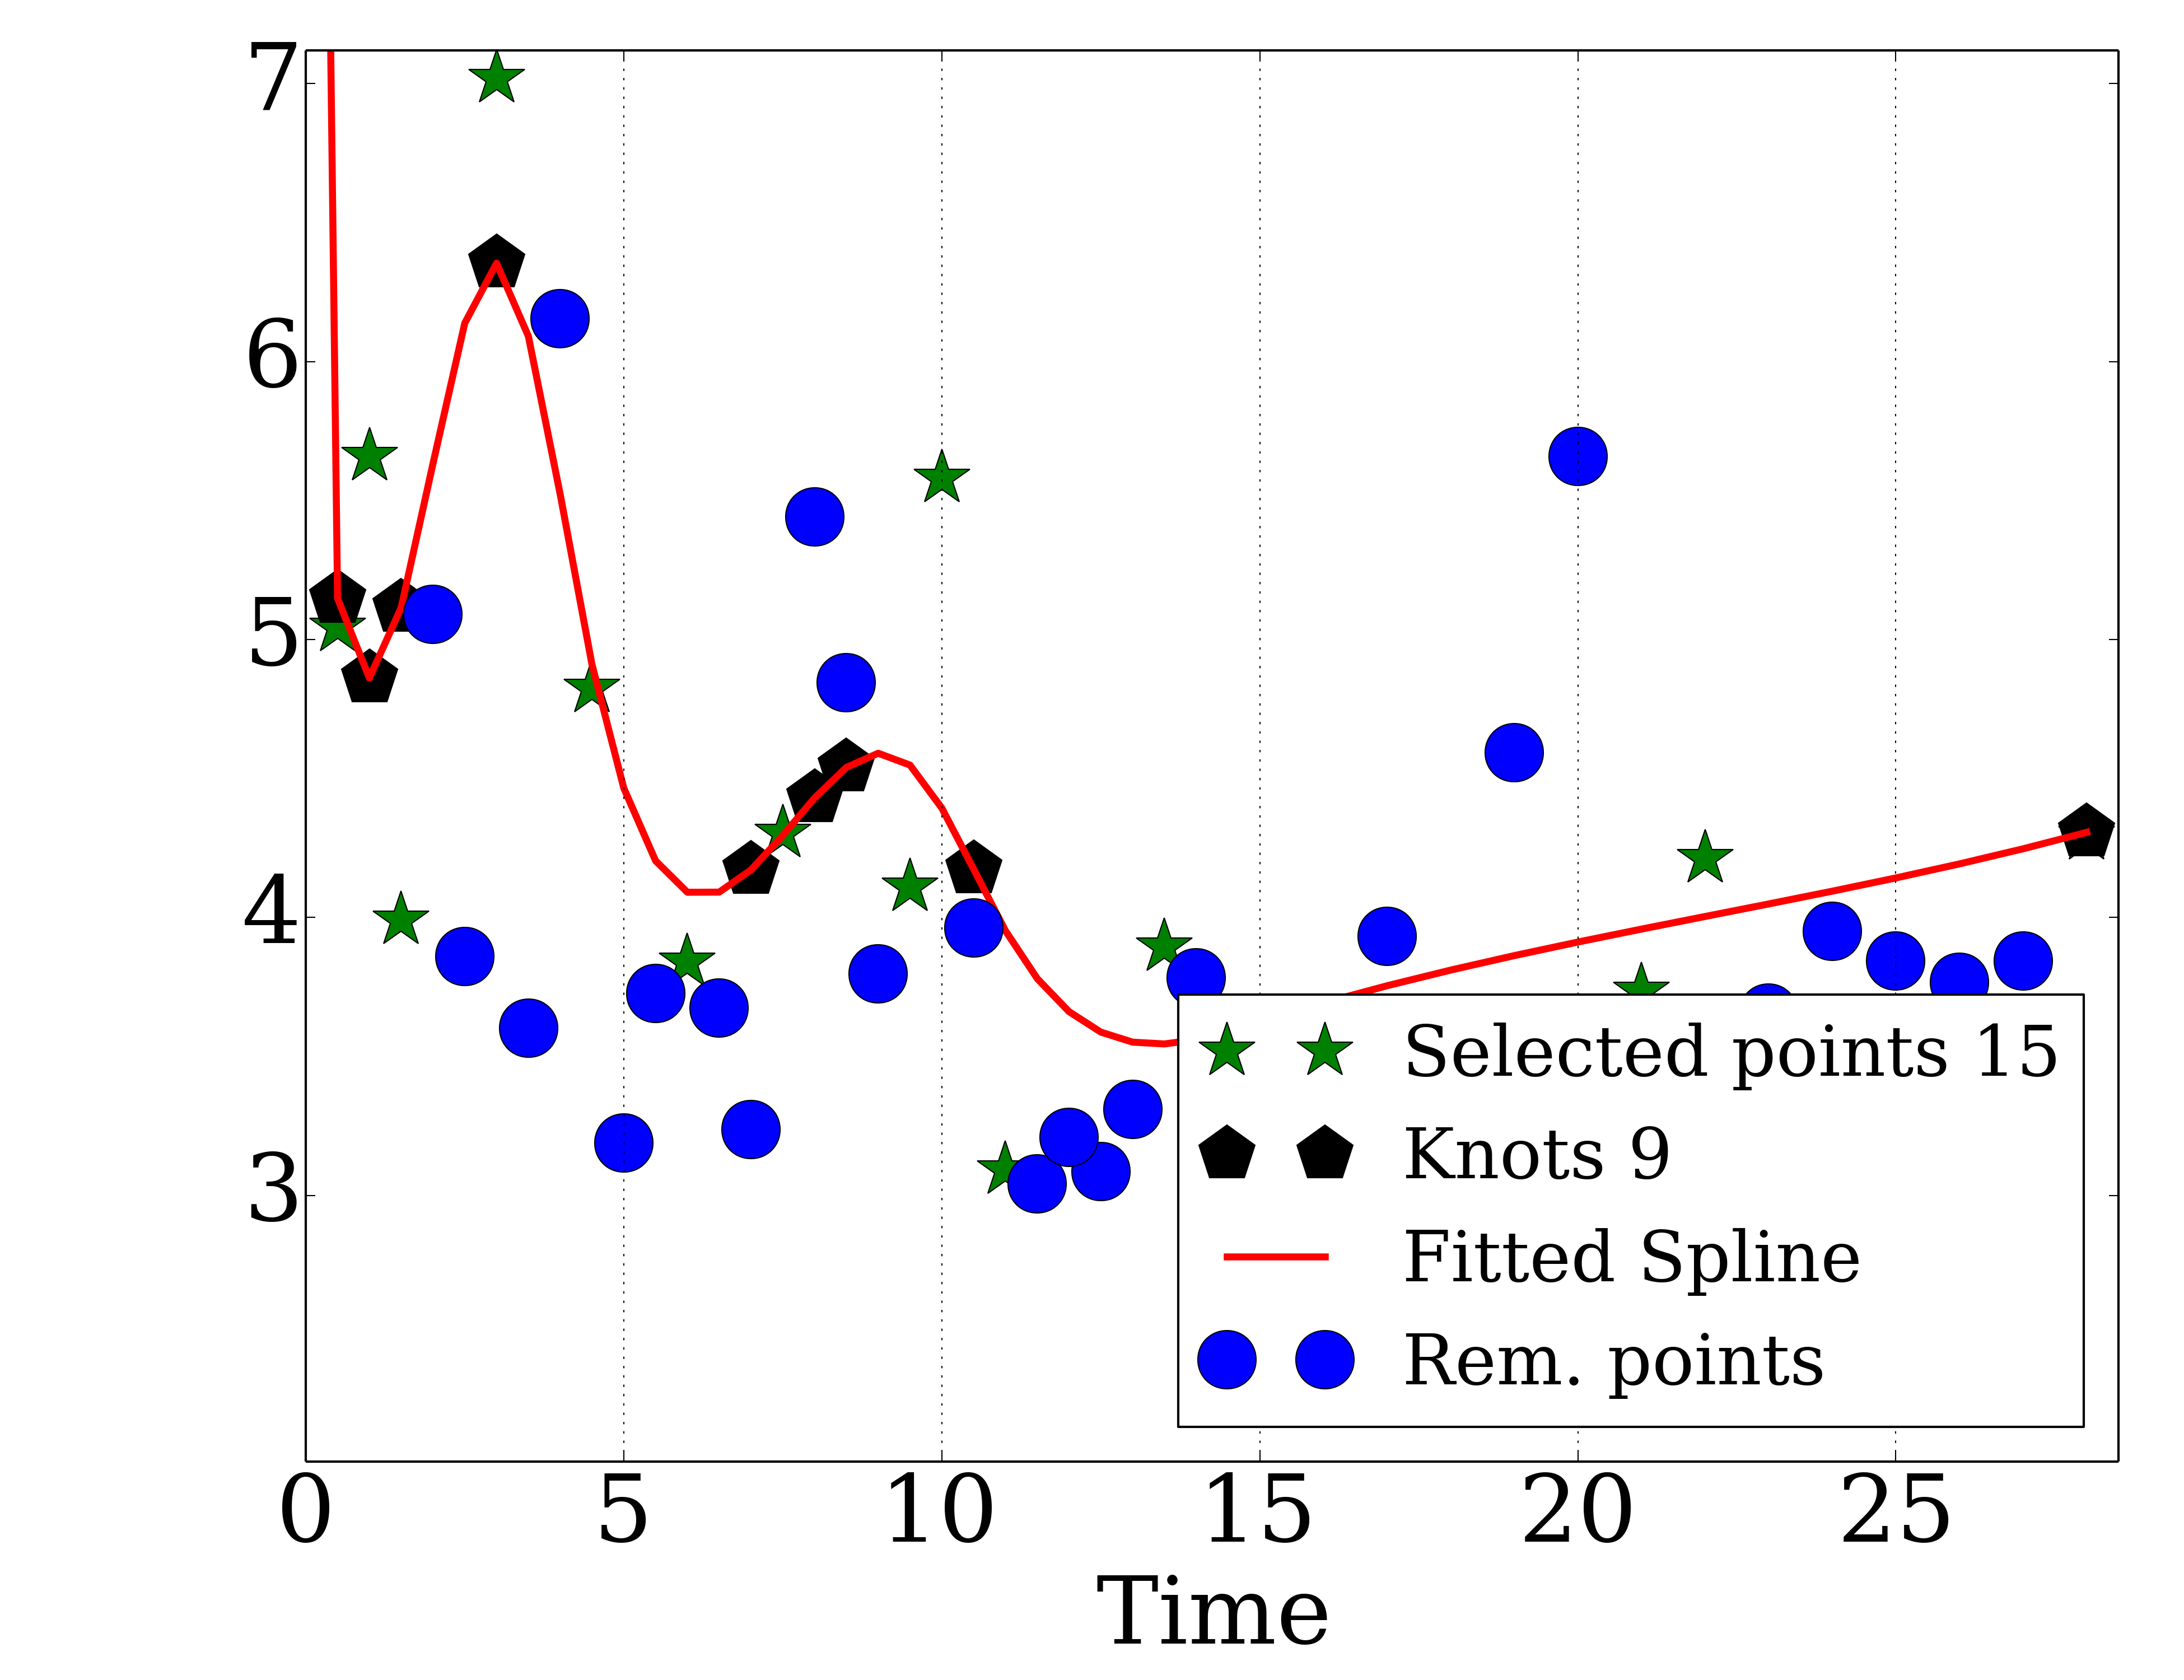 7
6
5
4
3
Selected points 15
Knots 9
Fitted Spline
Rem. points
0 5 10 15 20 25
Time